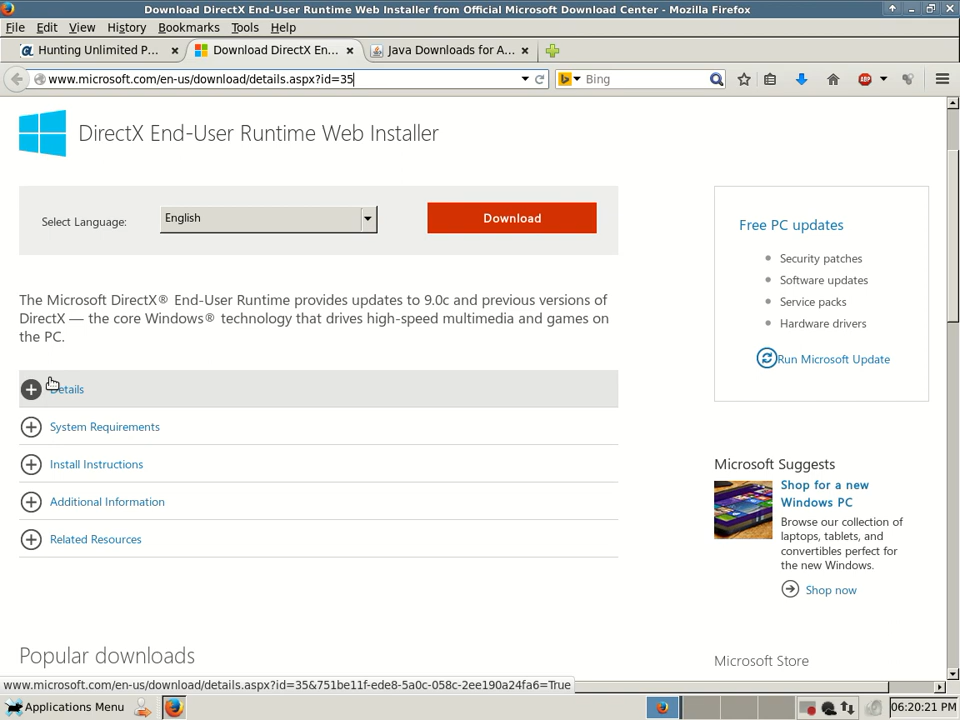 Download DirectX End-User Runtime Web Installer from Official Microsoft Download Center - Mozilla Firefox
File Edit View History Bookmarks Tools Help
Hunting Unlimited P...
Download DirectX En...
Java Downloads for A...
www.microsoft.com/en-us/download/details.aspx?id=35
Bing
ABP
DirectX End-User Runtime Web Installer
Select Language:
English
Download
The Microsoft DirectX® End-User Runtime provides updates to 9.0c and previous versions of
DirectX — the core Windows® technology that drives high-speed multimedia and games on
the PC.
Details
System Requirements
Install Instructions
Additional Information
Related Resources
Free PC updates
Security patches
Software updates
Service packs
Hardware drivers
Run Microsoft Update
Microsoft Suggests
Shop for a new
Windows PC
Browse our collection of
laptops, tablets, and
convertibles perfect for
the new Windows.
Shop now
Popular downloads
Microsoft Store
www.microsoft.com/en-us/download/details.aspx?id=35&751be11f-ede8-5a0c-058c-2ee190a24fa6=True
Applications Menu
06:20:21 PM